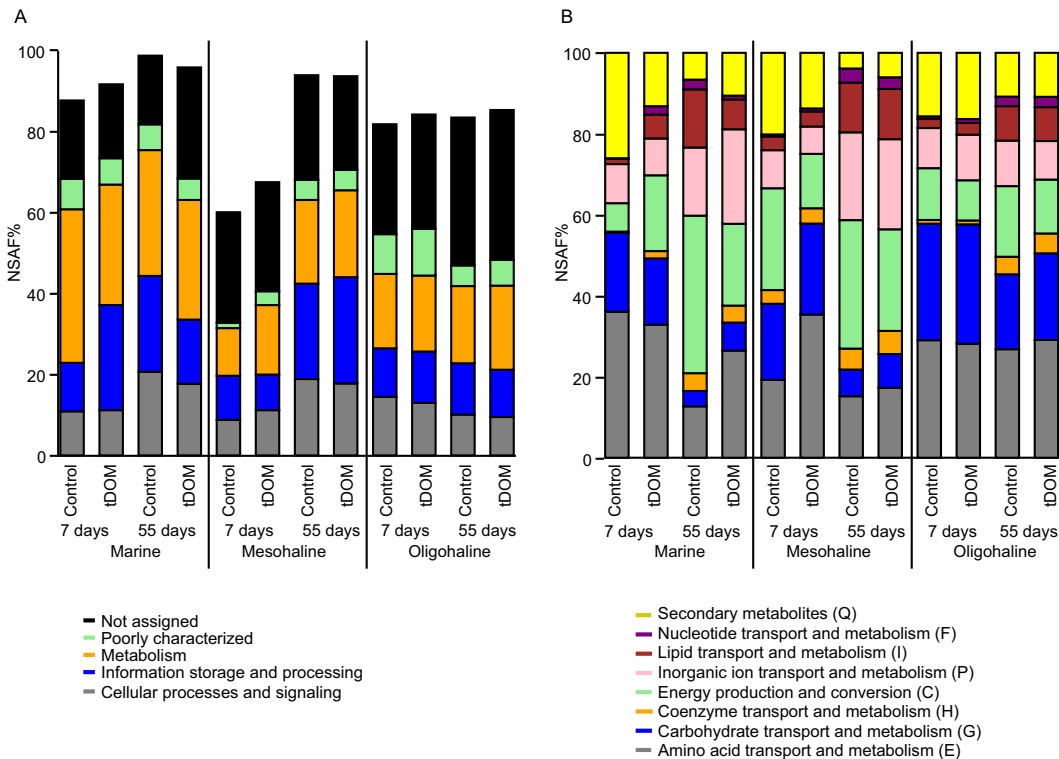 A
B
100
80
60
40
20
0
NSAF%
Control
tDOM
Control
tDOM
Control
tDOM
Control
tDOM
Control
tDOM
Control
tDOM
7 days
55 days
7 days
55 days
7 days
55 days
Marine
Mesohaline
Oligohaline
Not assigned
Poorly characterized
Metabolism
Information storage and processing
Cellular processes and signaling
100
80
60
40
20
0
NSAF%
Control
tDOM
Control
tDOM
Control
tDOM
Control
tDOM
Control
tDOM
Control
tDOM
7 days
55 days
7 days
55 days
7 days
55 days
Marine
Mesohaline
Oligohaline
Secondary metabolites (Q)
Nucleotide transport and metabolism (F)
Lipid transport and metabolism (I)
Inorganic ion transport and metabolism (P)
Energy production and conversion (C)
Coenzyme transport and metabolism (H)
Carbohydrate transport and metabolism (G)
Amino acid transport and metabolism (E)